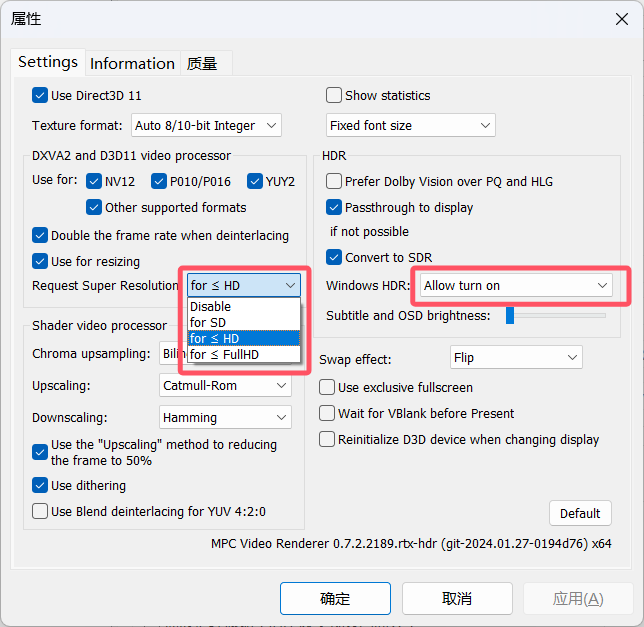 属性
Settings
Information
质量
Use Direct3D 11
Texture format:
Auto 8/10-bit Integer
DXVA2 and D3D11 video processor
Use for:
NV12
P010/P016
YUY2
Other supported formats
Double the frame rate when deinterlacing
Use for resizing
Request Super Resolution
for ≤ HD
Disable
for SD
for ≤ HD
for ≤ FullHD
Shader video processor
Chroma upsampling:
Upscaling:
Catmull-Rom
Downscaling:
Hamming
Use the "Upscaling" method to reducing
the frame to 50%
Use dithering
Use Blend deinterlacing for YUV 4:2:0
Show statistics
Fixed font size
HDR
Prefer Dolby Vision over PQ and HLG
Passthrough to display
if not possible
Convert to SDR
Windows HDR:
Allow turn on
Subtitle and OSD brightness:
Swap effect:
Flip
Use exclusive fullscreen
Wait for VBlank before Present
Reinitialize D3D device when changing display
Default
MPC Video Renderer 0.7.2.2189.rtx-hdr (git-2024.01.27-0194d76) x64
确定
取消
应用(A)